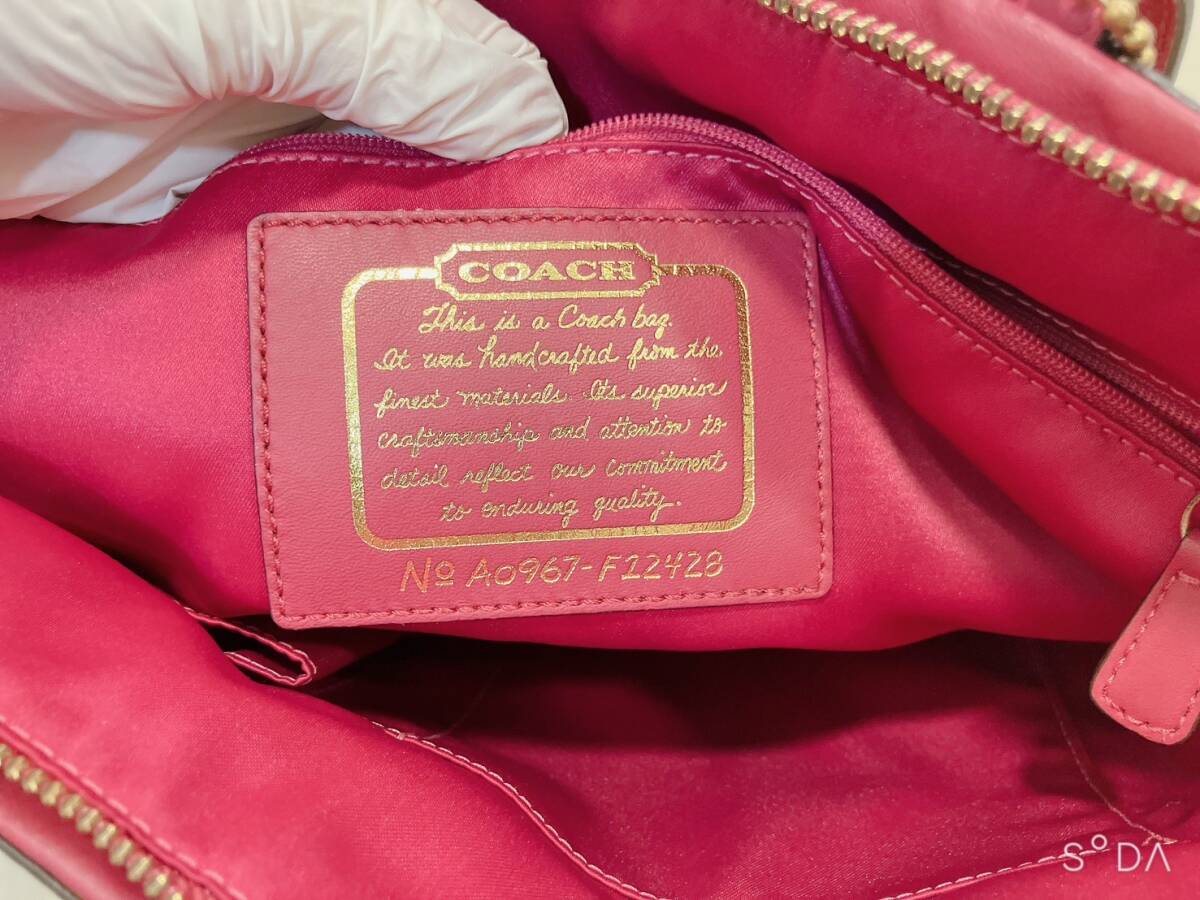 COACH
This is a Coach bag.
It was handcrafted from the
finest materials. Its superior
craftsmanship and attention to
detail reflect our commitment
to enduring quality.
Nº A0967-F12428
SODA